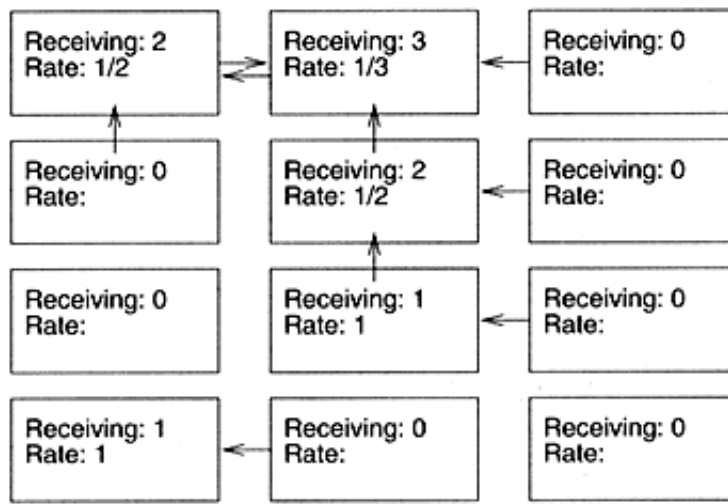 Receiving: 2
Rate: 1/2
Receiving: 3
Rate: 1/3
Receiving: 0
Rate:
Receiving: 0
Rate:
Receiving: 2
Rate: 1/2
Receiving: 0
Rate:
Receiving: 0
Rate:
Receiving: 1
Rate: 1
Receiving: 0
Rate:
Receiving: 1
Rate: 1
Receiving: 0
Rate:
Receiving: 0
Rate: